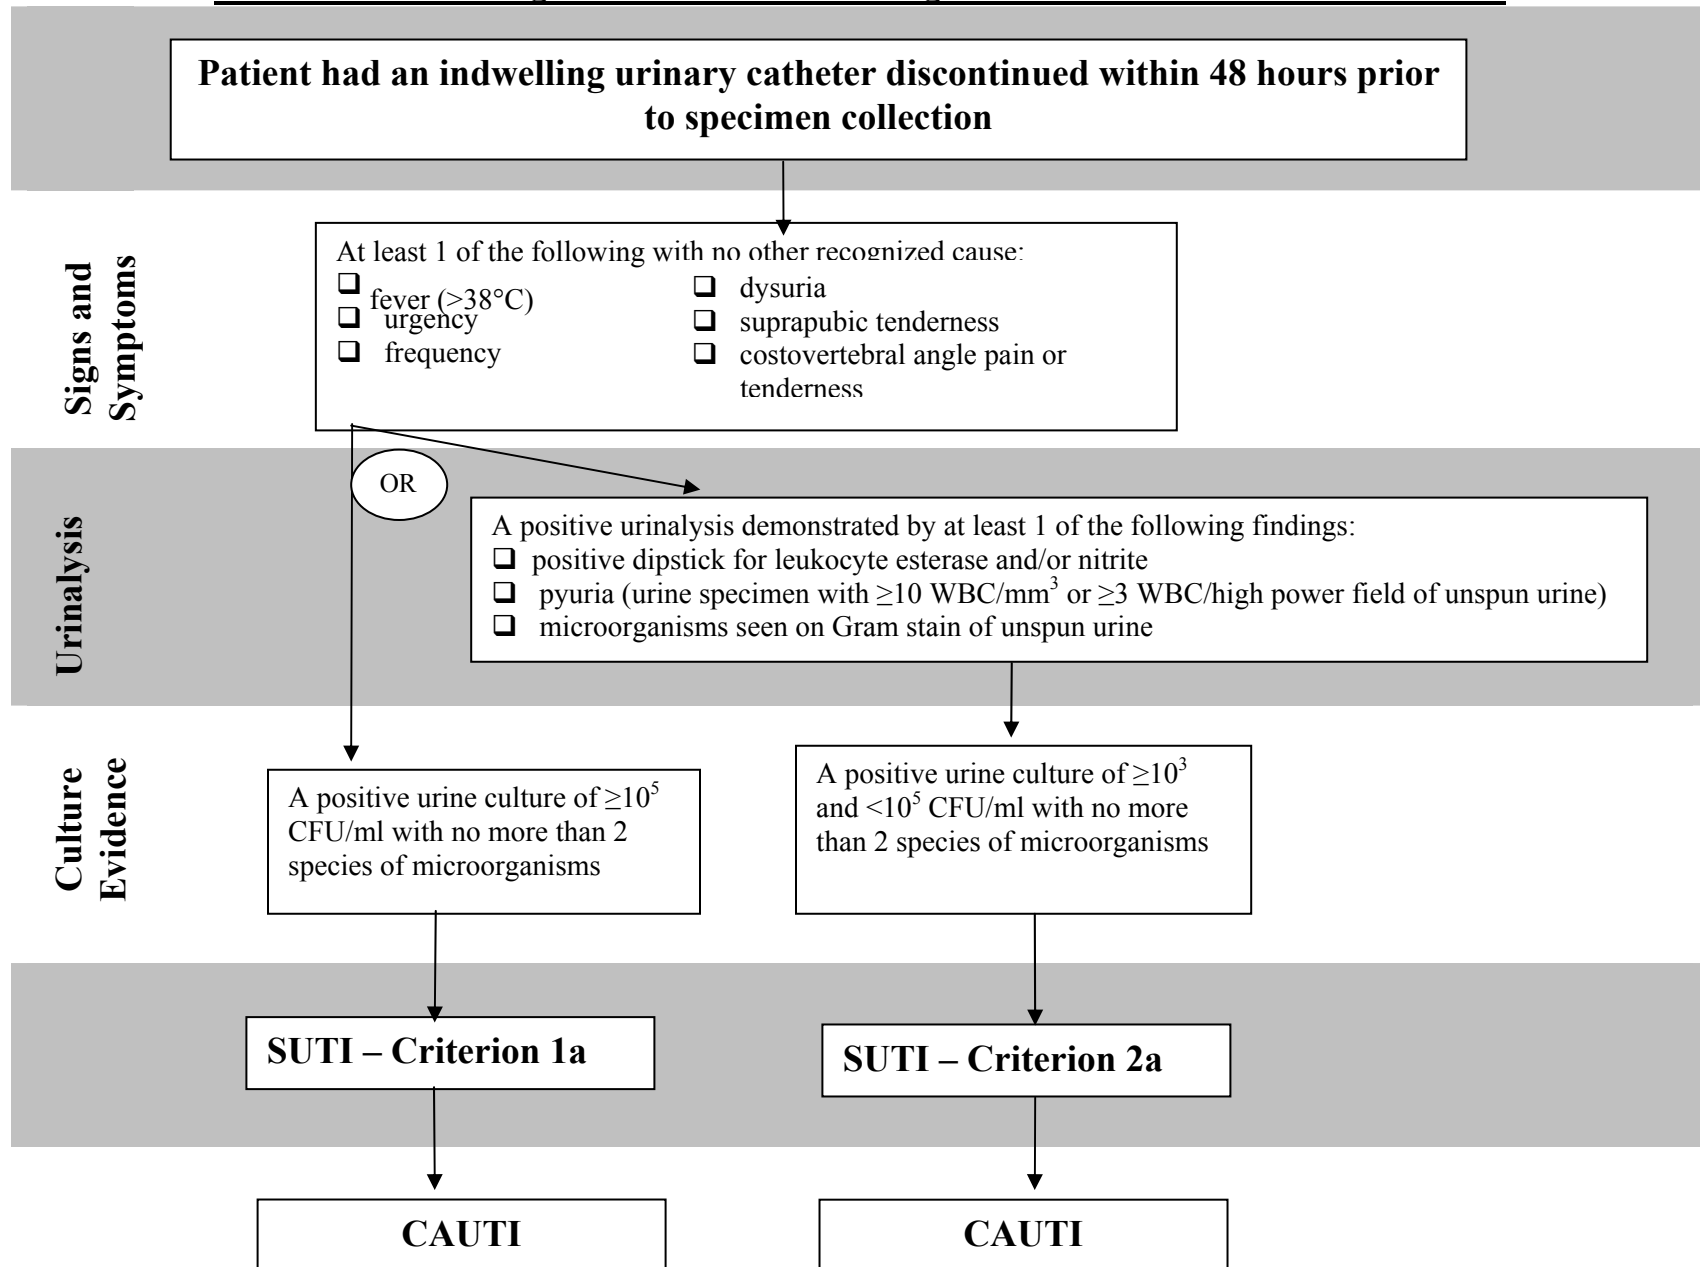 Patient had an indwelling urinary catheter discontinued within 48 hours prior
to specimen collection
Signs and
Symptoms
At least 1 of the following with no other recognized cause:
❑ fever (>38°C)
❑ urgency
❑ frequency
❑ dysuria
❑ suprapubic tenderness
❑ costovertebral angle pain or
tenderness
OR
Urinalysis
A positive urinalysis demonstrated by at least 1 of the following findings:
❑ positive dipstick for leukocyte esterase and/or nitrite
❑ pyuria (urine specimen with ≥10 WBC/mm³ or ≥3 WBC/high power field of unspun urine)
❑ microorganisms seen on Gram stain of unspun urine
Culture
Evidence
A positive urine culture of ≥10⁵
CFU/ml with no more than 2
species of microorganisms
A positive urine culture of ≥10³
and <10⁵ CFU/ml with no more
than 2 species of microorganisms
SUTI – Criterion 1a
SUTI – Criterion 2a
CAUTI
CAUTI